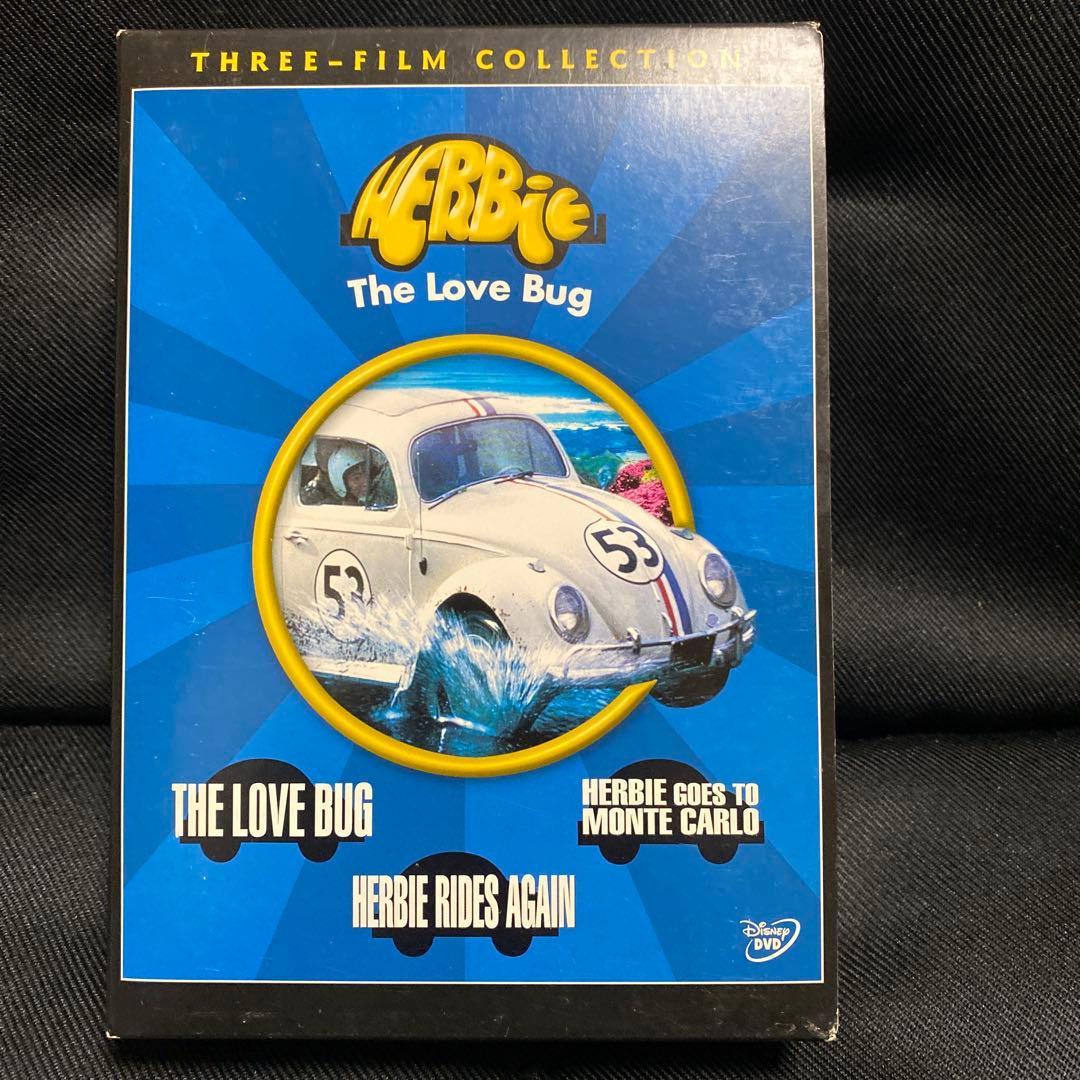 THREE-FILM COLLECTION
HERBiE
The Love Bug
53
53
THE LOVE BUG
HERBIE GOES TO
MONTE CARLO
HERBIE RIDES AGAIN
Disney
DVD